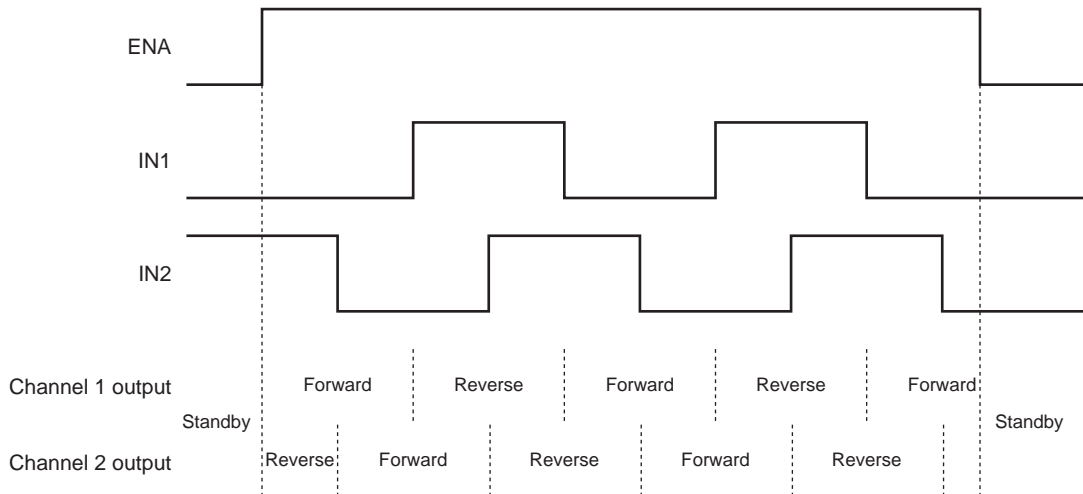 ENA
IN1
IN2
Channel 1 output Forward Reverse Forward Reverse Forward
Standby Standby
Channel 2 output Reverse Forward Reverse Forward Reverse